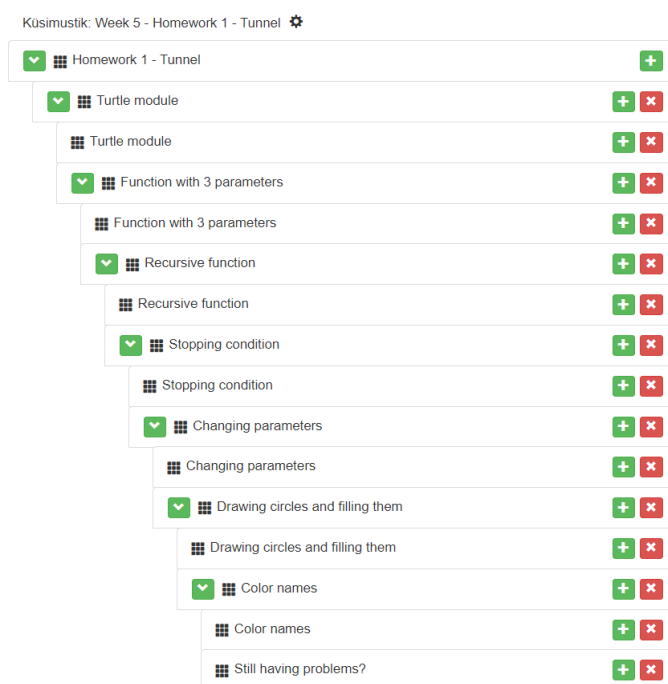 Küsimustik: Week 5 - Homework 1 - Tunnel
Homework 1 - Tunnel
Turtle module
Turtle module
Function with 3 parameters
Function with 3 parameters
Recursive function
Recursive function
Stopping condition
Stopping condition
Changing parameters
Changing parameters
Drawing circles and filling them
Drawing circles and filling them
Color names
Color names
Still having problems?